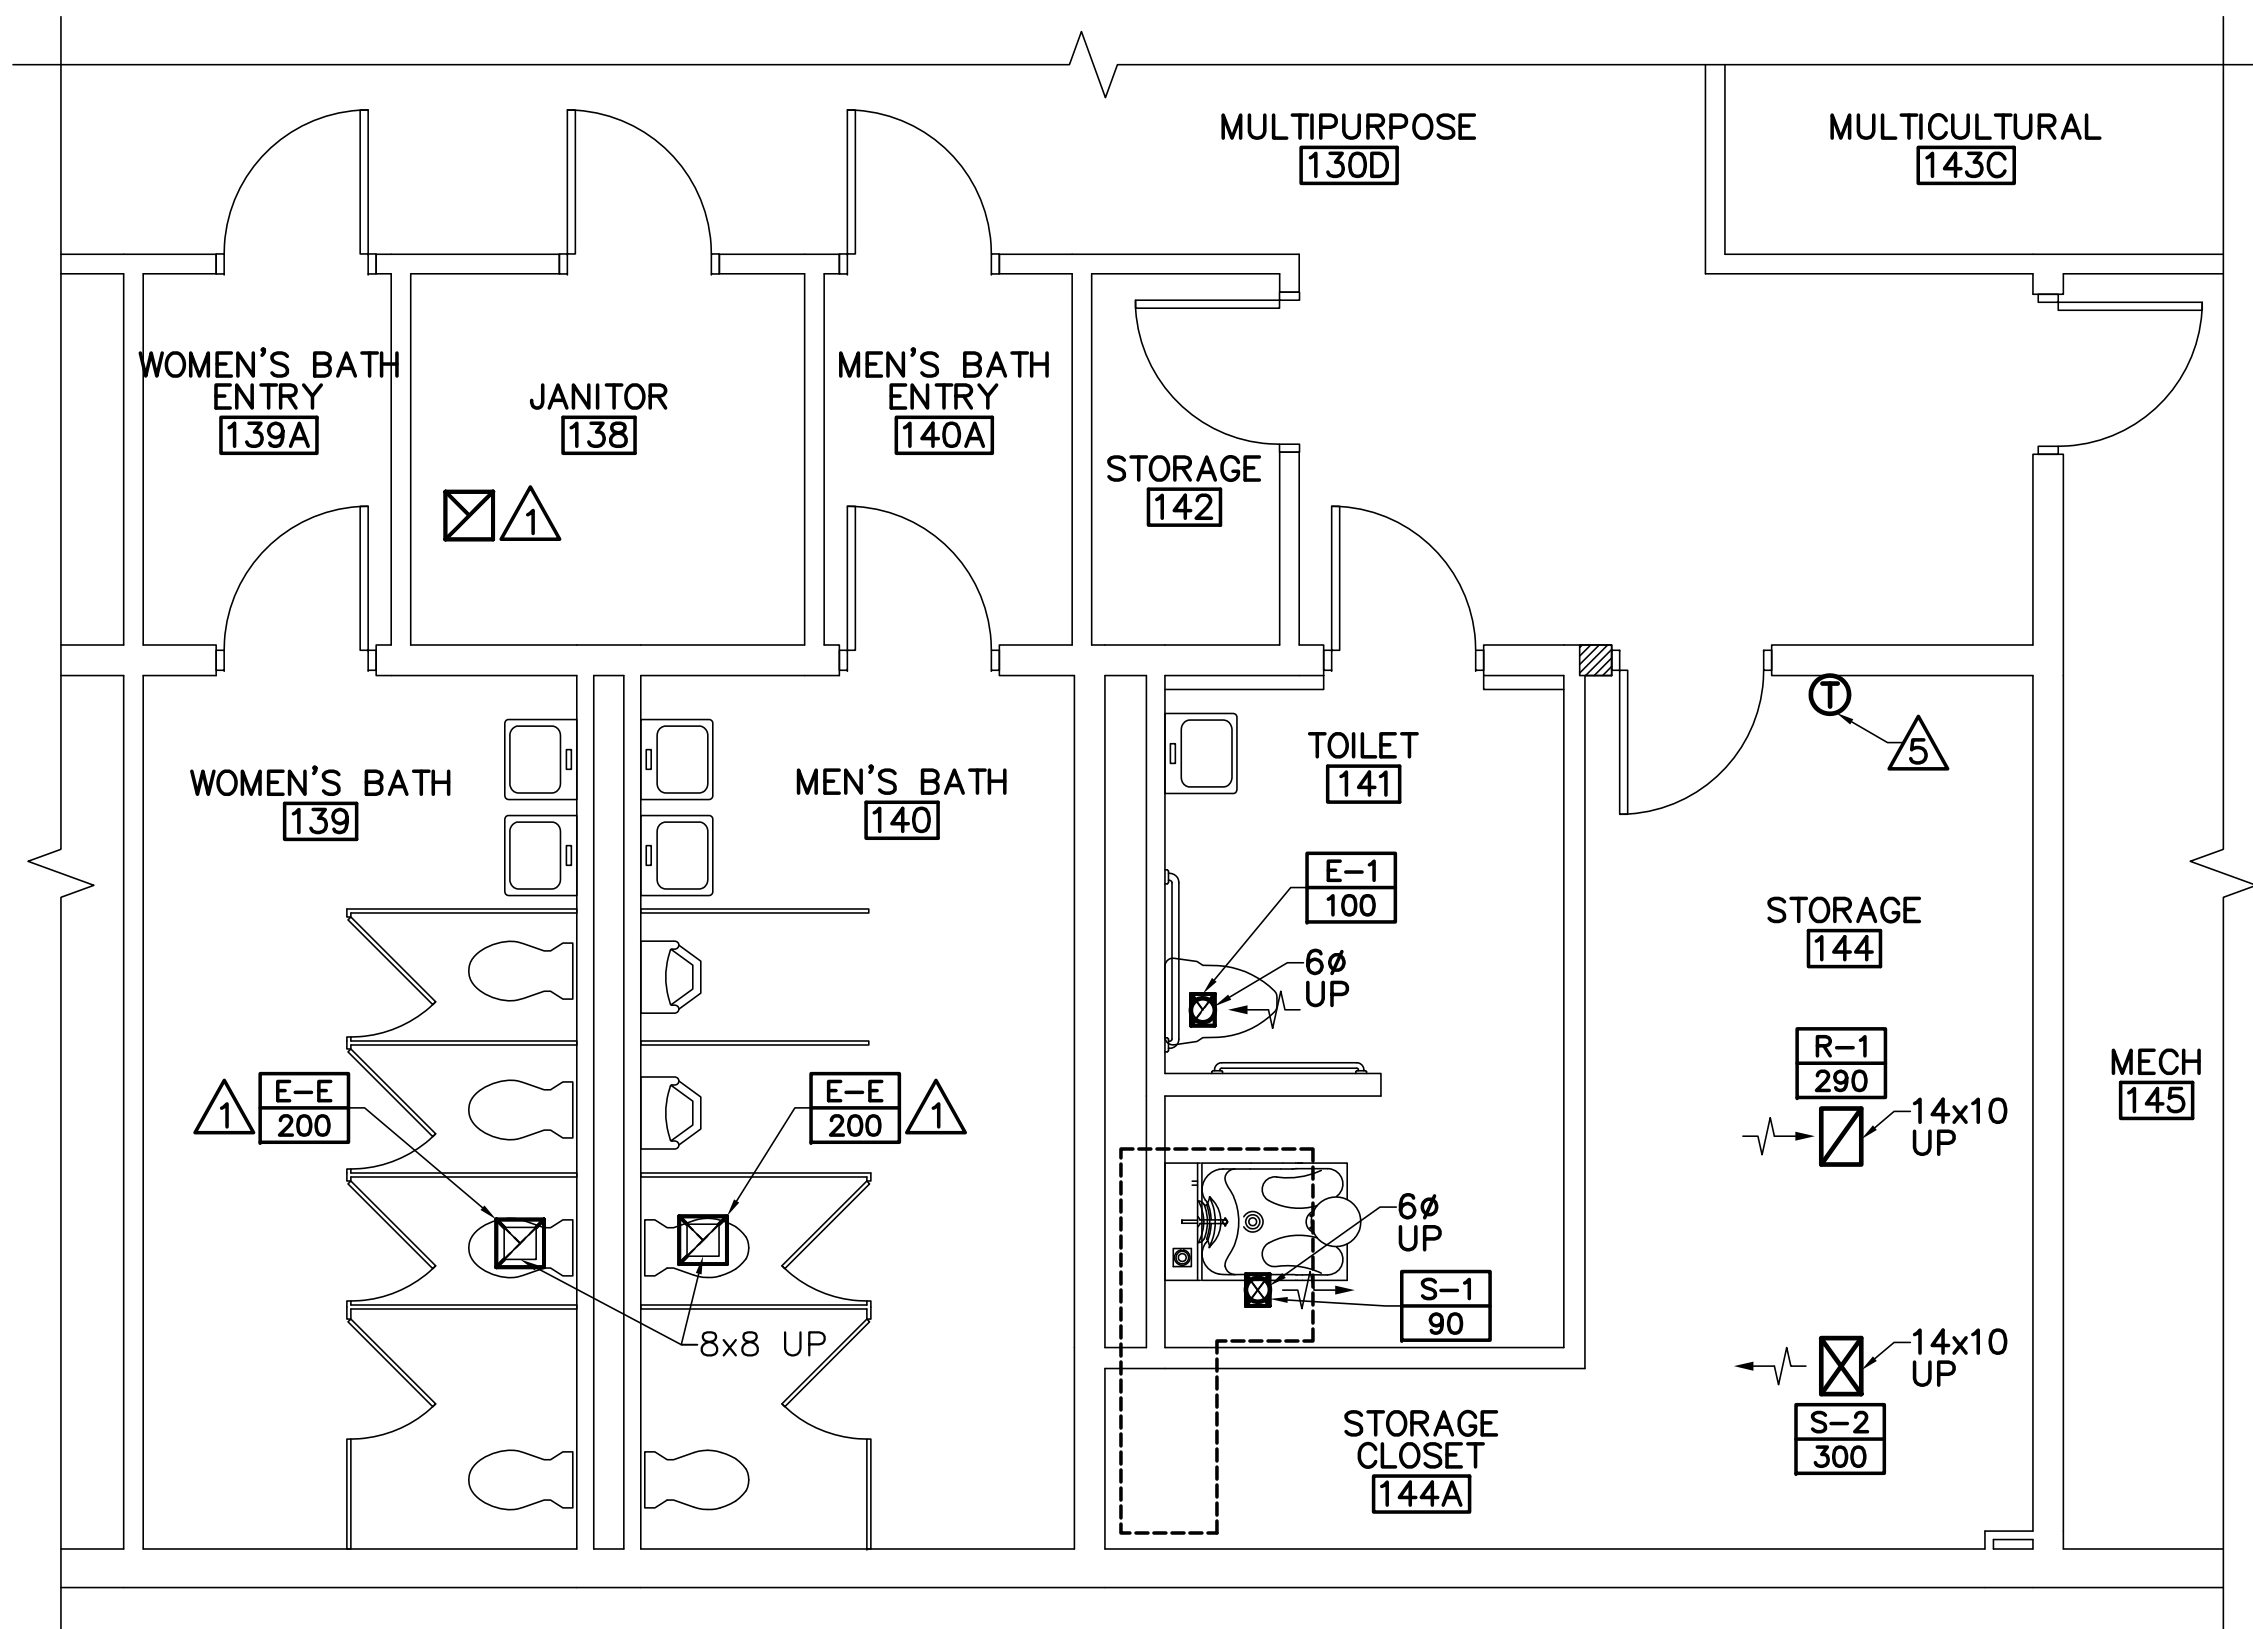 MULTIPURPOSE
130D
MULTICULTURAL
143C
WOMEN'S BATH
ENTRY
139A
JANITOR
138
MEN'S BATH
ENTRY
140A
STORAGE
142
1
T
5
WOMEN'S BATH
139
MEN'S BATH
140
TOILET
141
E-1
100
6ø
UP
STORAGE
144
R-1
290
14x10
UP
MECH
145
1
E-E
200
E-E
200
1
8x8 UP
6ø
UP
S-1
90
14x10
UP
S-2
300
STORAGE
CLOSET
144A